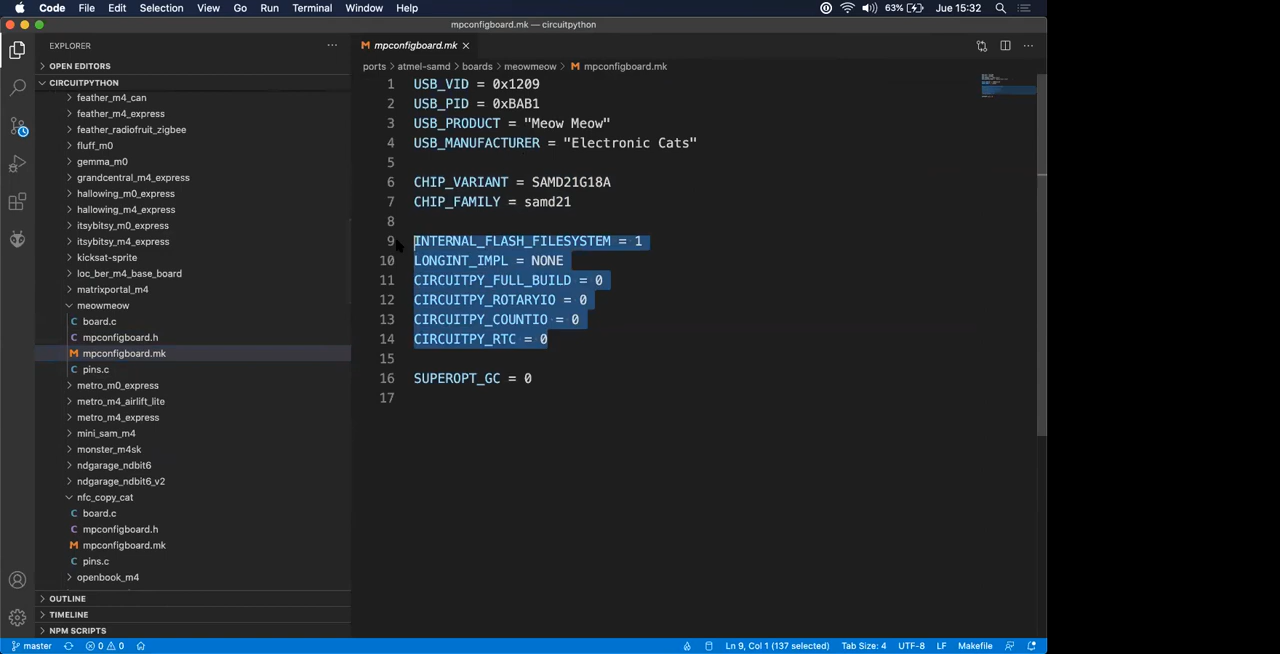 Code File Edit Selection View Go Run Terminal Window Help 63% Jue 15:32
mpconfigboard.mk — circuitpython
EXPLORER
OPEN EDITORS
CIRCUITPYTHON
feather_m4_can
feather_m4_express
feather_radiofruit_zigbee
fluff_m0
gemma_m0
grandcentral_m4_express
hallowing_m0_express
hallowing_m4_express
itsybitsy_m0_express
itsybitsy_m4_express
kicksat-sprite
loc_ber_m4_base_board
matrixportal_m4
meowmeow
C board.c
C mpconfigboard.h
M mpconfigboard.mk
C pins.c
metro_m0_express
metro_m4_airlift_lite
metro_m4_express
mini_sam_m4
monster_m4sk
ndgarage_ndbit6
ndgarage_ndbit6_v2
nfc_copy_cat
C board.c
C mpconfigboard.h
M mpconfigboard.mk
C pins.c
openbook_m4
OUTLINE
TIMELINE
NPM SCRIPTS
M mpconfigboard.mk ×
ports > atmel-samd > boards > meowmeow > M mpconfigboard.mk
1 USB_VID = 0x1209
2 USB_PID = 0xBAB1
3 USB_PRODUCT = "Meow Meow"
4 USB_MANUFACTURER = "Electronic Cats"
5
6 CHIP_VARIANT = SAMD21G18A
7 CHIP_FAMILY = samd21
8
9 INTERNAL_FLASH_FILESYSTEM = 1
10 LONGINT_IMPL = NONE
11 CIRCUITPY_FULL_BUILD = 0
12 CIRCUITPY_ROTARYIO = 0
13 CIRCUITPY_COUNTIO = 0
14 CIRCUITPY_RTC = 0
15
16 SUPEROPT_GC = 0
17
master 0 0 Ln 9, Col 1 (137 selected) Tab Size: 4 UTF-8 LF Makefile